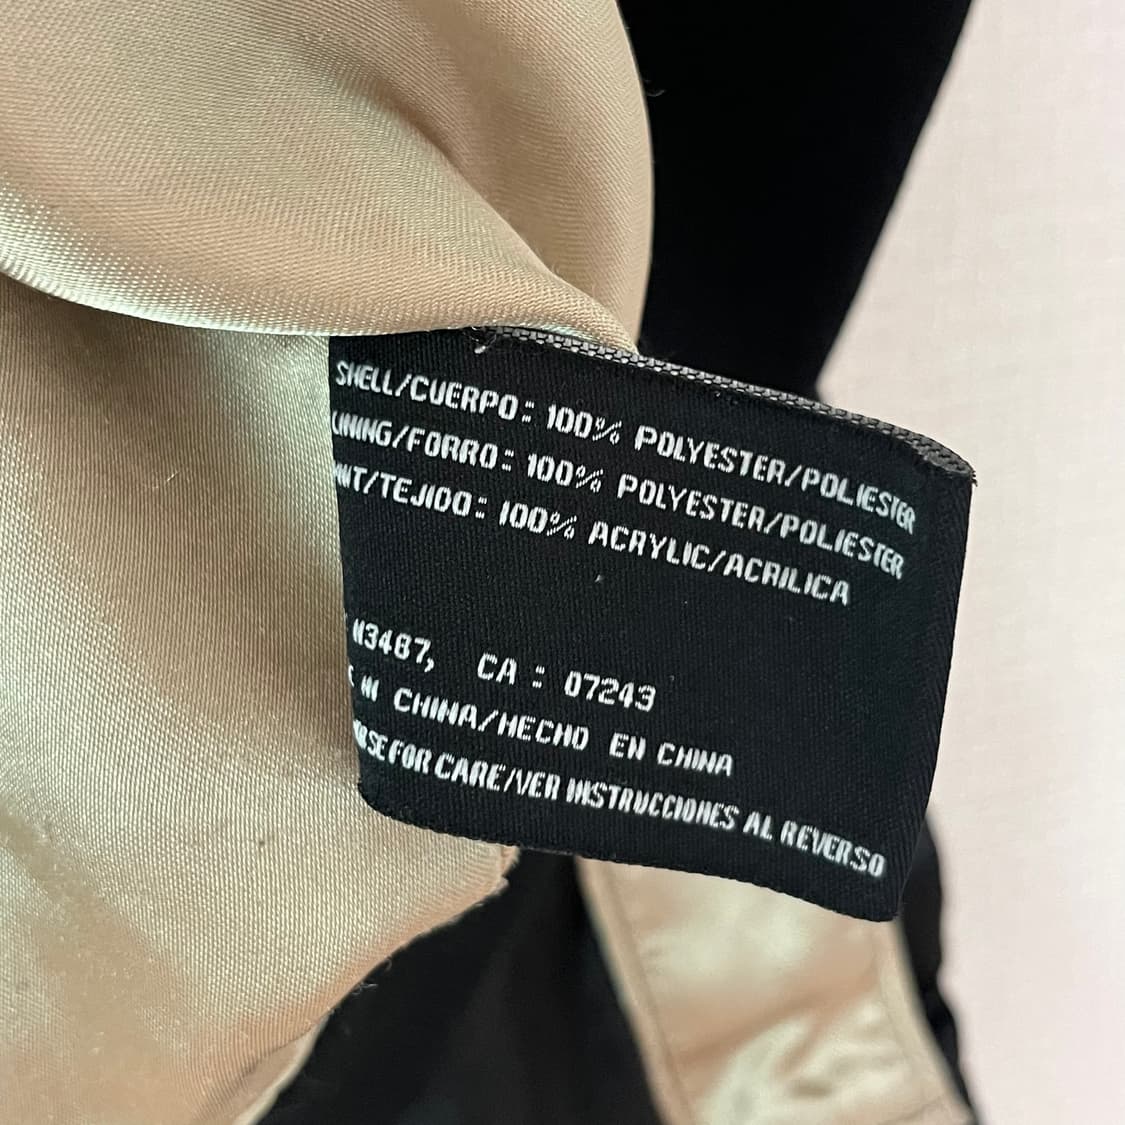 SHELL/CUERPO: 100% POLYESTER/POLIESTER
LINING/FORRO: 100% POLYESTER/POLIESTER
/TEJIDO: 100% ACRYLIC/ACRILICA
N3487, CA: 07243
IN CHINA/HECHO EN CHINA
FOR CARE/VER INSTRUCCIONES AL REVERSO